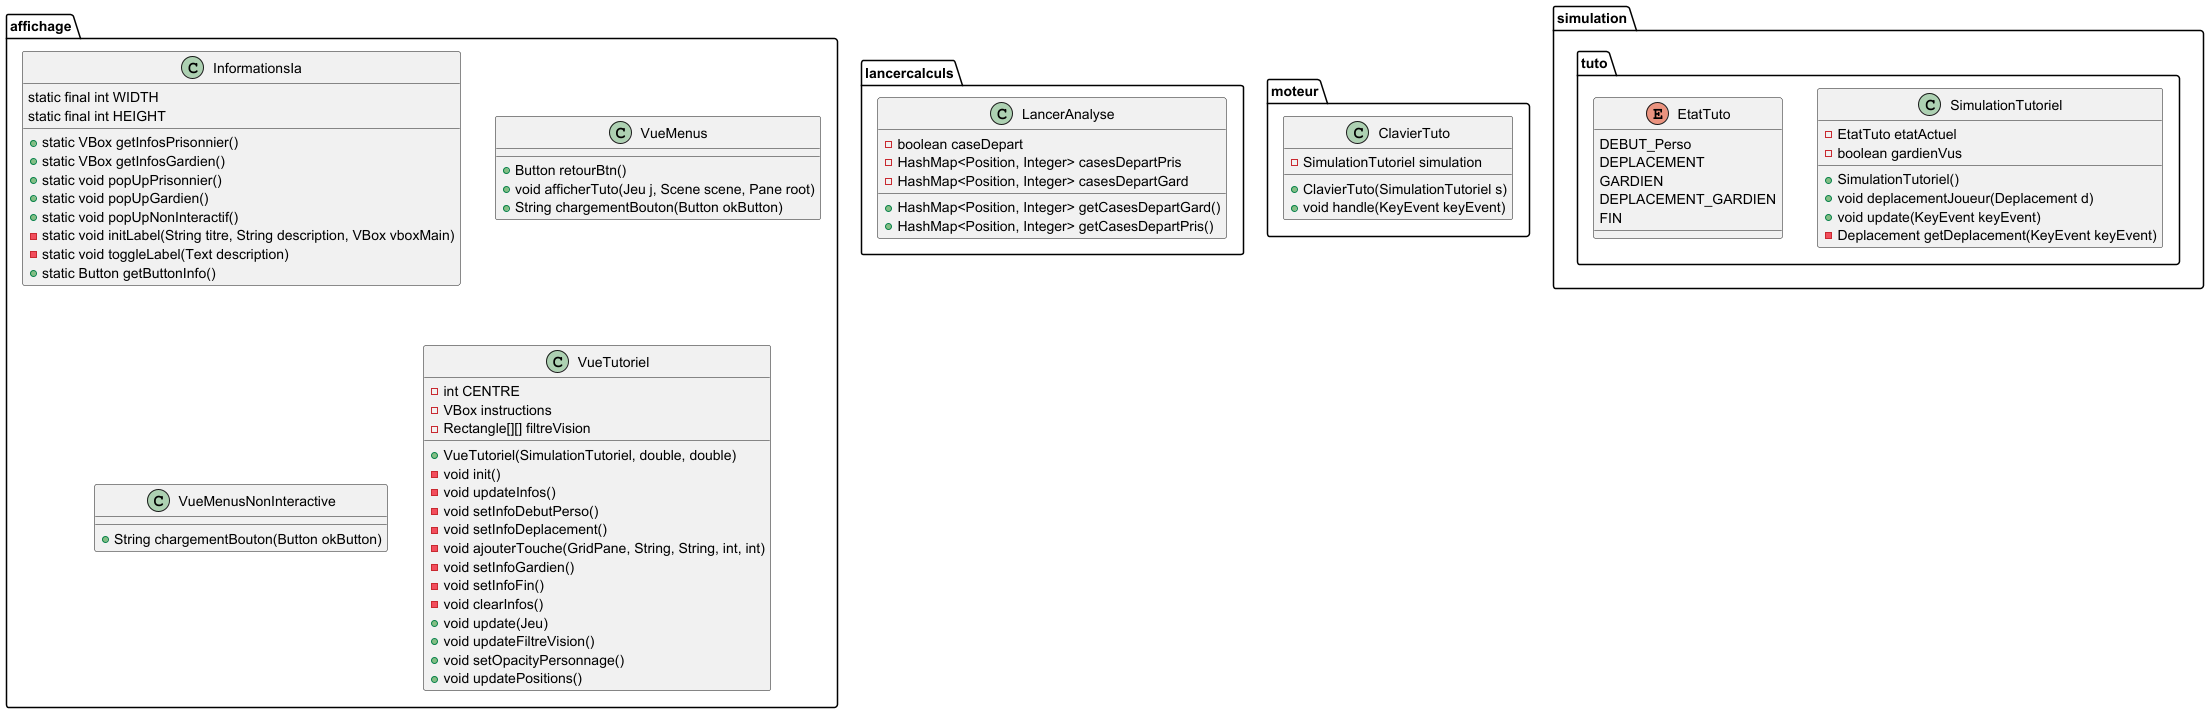 affichage
C InformationsIa
static final int WIDTH
static final int HEIGHT
static VBox getInfosPrisonnier()
static VBox getInfosGardien()
static void popUpPrisonnier()
static void popUpGardien()
static void popUpNonInteractif()
static void initLabel(String titre, String description, VBox vboxMain)
static void toggleLabel(Text description)
static Button getButtonInfo()
C VueMenus
Button retourBtn()
void afficherTuto(Jeu j, Scene scene, Pane root)
String chargementBouton(Button okButton)
C VueMenusNonInteractive
String chargementBouton(Button okButton)
C VueTutoriel
int CENTRE
VBox instructions
Rectangle[][] filtreVision
VueTutoriel(SimulationTutoriel, double, double)
void init()
void updateInfos()
void setInfoDebutPerso()
void setInfoDeplacement()
void ajouterTouche(GridPane, String, String, int, int)
void setInfoGardien()
void setInfoFin()
void clearInfos()
void update(Jeu)
void updateFiltreVision()
void setOpacityPersonnage()
void updatePositions()
lancercalculs
C LancerAnalyse
boolean caseDepart
HashMap<Position, Integer> casesDepartPris
HashMap<Position, Integer> casesDepartGard
HashMap<Position, Integer> getCasesDepartGard()
HashMap<Position, Integer> getCasesDepartPris()
moteur
C ClavierTuto
SimulationTutoriel simulation
ClavierTuto(SimulationTutoriel s)
void handle(KeyEvent keyEvent)
simulation
tuto
E EtatTuto
DEBUT_Perso
DEPLACEMENT
GARDIEN
DEPLACEMENT_GARDIEN
FIN
C SimulationTutoriel
EtatTuto etatActuel
boolean gardienVus
SimulationTutoriel()
void deplacementJoueur(Deplacement d)
void update(KeyEvent keyEvent)
Deplacement getDeplacement(KeyEvent keyEvent)